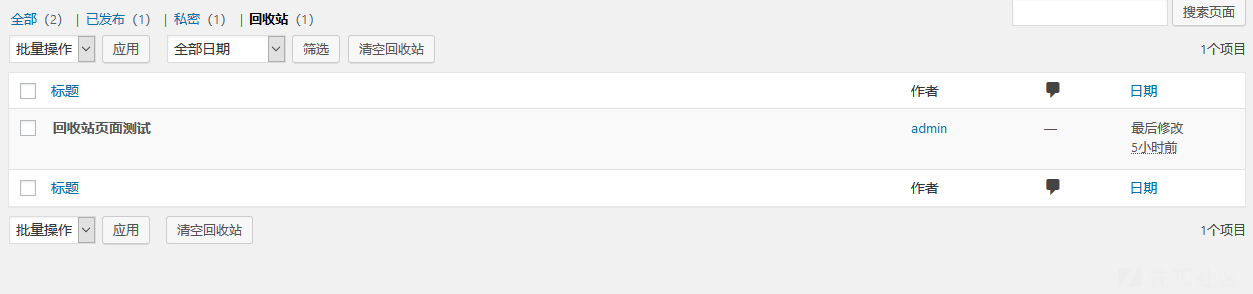 全部 (2) | 已发布 (1) | 私密 (1) | 回收站 (1) 搜索页面
批量操作 应用 全部日期 筛选 清空回收站 1个项目
标题 作者 日期
回收站页面测试 admin — 最后修改
5小时前
标题 作者 日期
批量操作 应用 清空回收站 1个项目